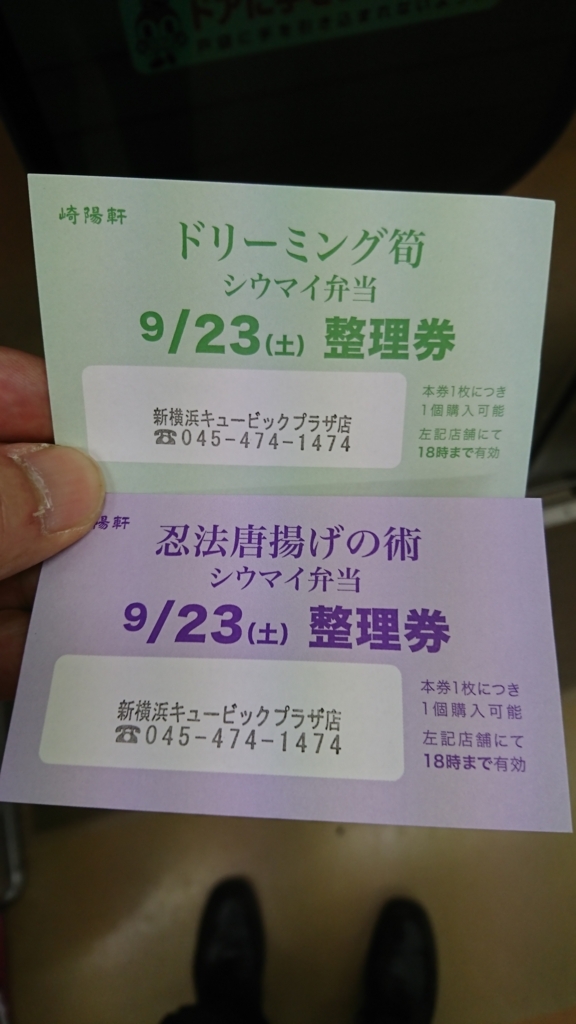 ドアに手を
崎陽軒
ドリーミング筍
シウマイ弁当
9/23(土) 整理券
新横浜キュービックプラザ店
☎045-474-1474
本券1枚につき
1個購入可能
左記店舗にて
18時まで有効
陽軒
忍法唐揚げの術
シウマイ弁当
9/23(土) 整理券
新横浜キュービックプラザ店
☎045-474-1474
本券1枚につき
1個購入可能
左記店舗にて
18時まで有効